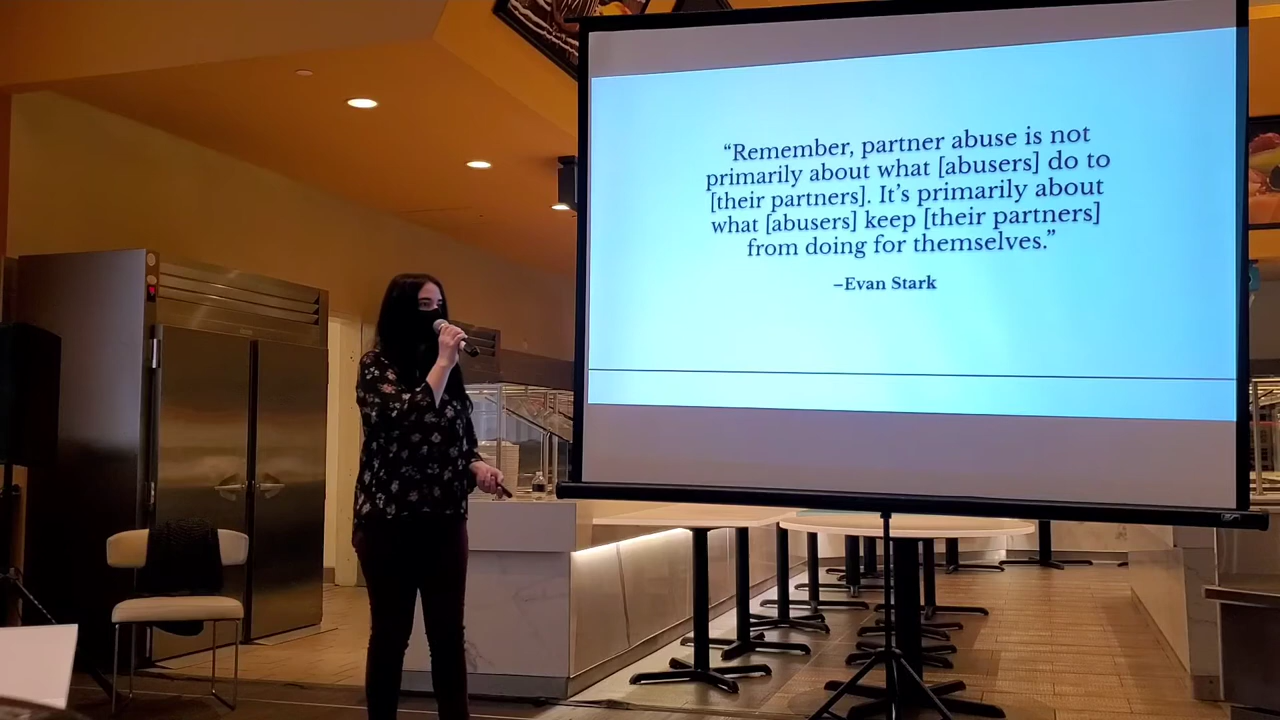 “Remember, partner abuse is not
primarily about what [abusers] do to
[their partners]. It’s primarily about
what [abusers] keep [their partners]
from doing for themselves.”
–Evan Stark